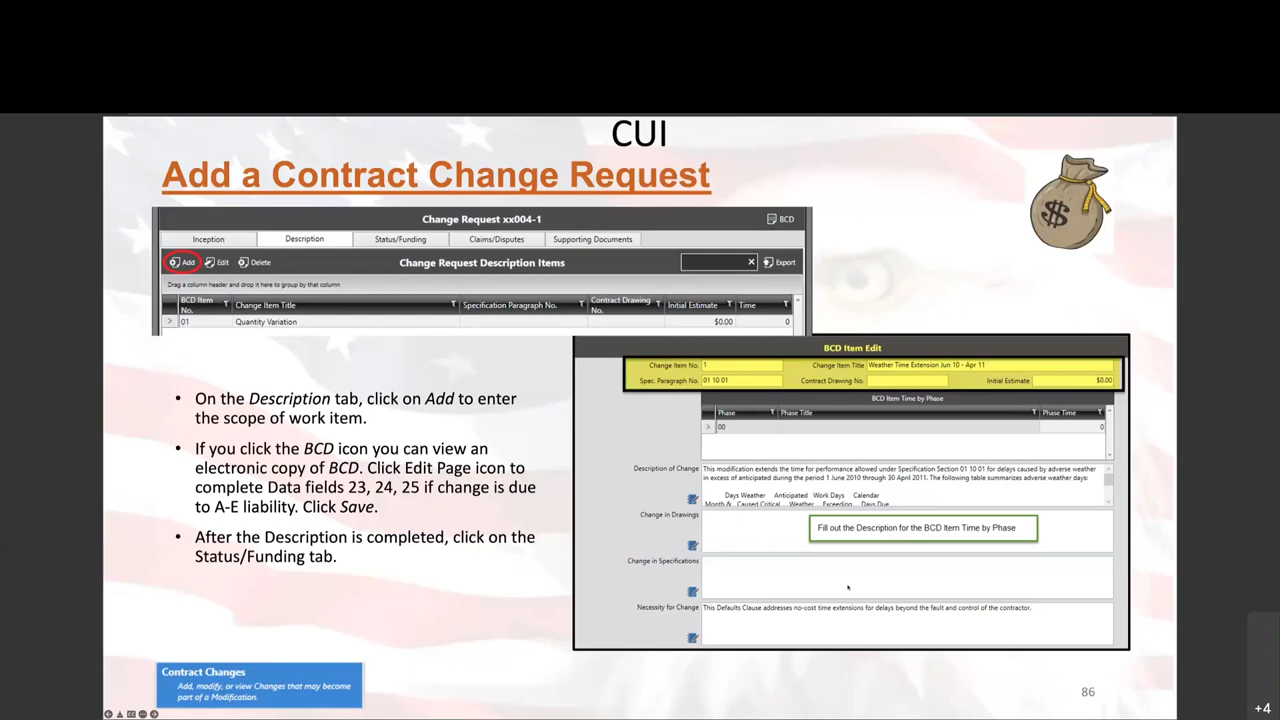 CUI
Add a Contract Change Request
$
Change Request xx004-1
BCD
Inception Description Status/Funding Claims/Disputes Supporting Documents
Add Edit Delete Change Request Description Items Export
Drag a column header and drop it here to group by that column
BCD Item No. Change Item Title Specification Paragraph No. Contract Drawing No. Initial Estimate Time
01 Quantity Variation $0.00 0
• On the Description tab, click on Add to enter
the scope of work item.
• If you click the BCD icon you can view an
electronic copy of BCD. Click Edit Page icon to
complete Data fields 23, 24, 25 if change is due
to A-E liability. Click Save.
• After the Description is completed, click on the
Status/Funding tab.
BCD Item Edit
Change Item No. 1 Change Item Title Weather Time Extension Jun 10 - Apr 11
Spec. Paragraph No. 01 10 01 Contract Drawing No. Initial Estimate $0.00
BCD Item Time by Phase
Phase Phase Title Phase Time
00 0
Description of Change This modification extends the time for performance allowed under Specification Section 01 10 01 for delays caused by adverse weather
in excess of anticipated during the period 1 June 2010 through 30 April 2011. The following table summarizes adverse weather days:
Days Weather Anticipated Work Days Calendar
Month & Caused Critical Weather Exceeding Days Due
Change in Drawings
Fill out the Description for the BCD Item Time by Phase
Change in Specifications
Necessity for Change This Defaults Clause addresses no-cost time extensions for delays beyond the fault and control of the contractor.
Contract Changes
Add, modify, or view Changes that may become
part of a Modification.
86
+4